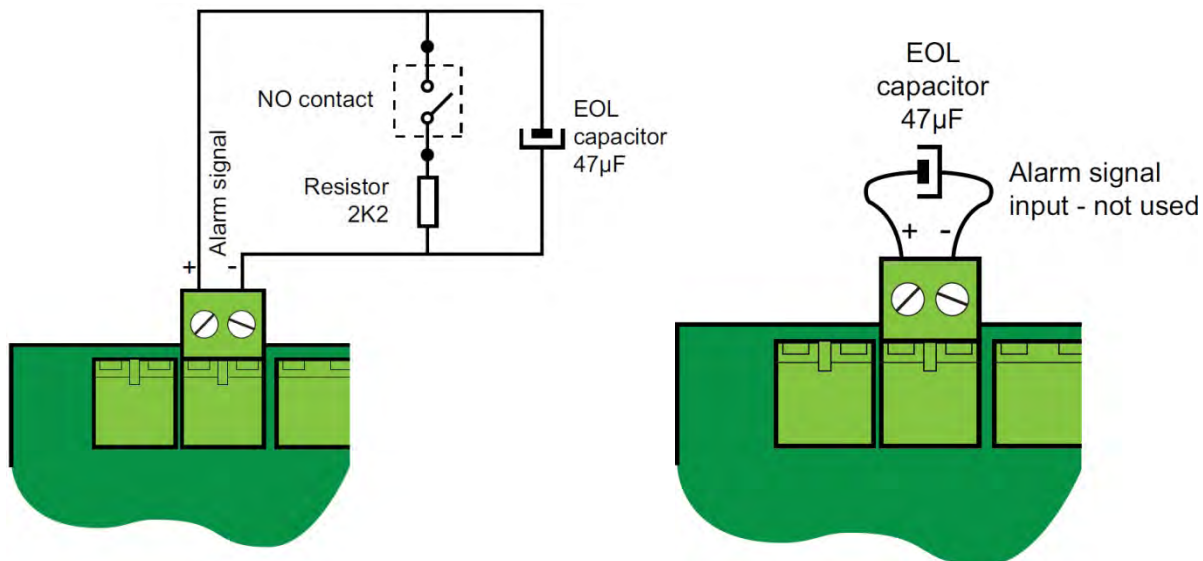 NO contact
Resistor
2K2
Alarm signal
+ -
EOL
capacitor
47µF
EOL
capacitor
47µF
Alarm signal
input - not used
+ -